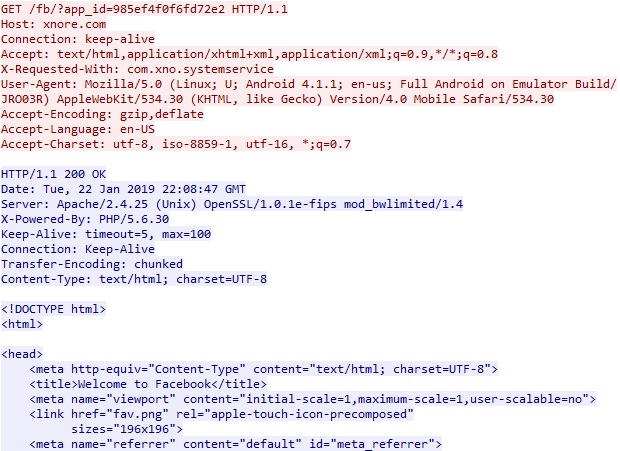 GET /fb/?app_id=985ef4f0f6fd72e2 HTTP/1.1
Host: xnore.com
Connection: keep-alive
Accept: text/html,application/xhtml+xml,application/xml;q=0.9,*/*;q=0.8
X-Requested-With: com.xno.systemservice
User-Agent: Mozilla/5.0 (Linux; U; Android 4.1.1; en-us; Full Android on Emulator Build/
JRO03R) AppleWebKit/534.30 (KHTML, like Gecko) Version/4.0 Mobile Safari/534.30
Accept-Encoding: gzip,deflate
Accept-Language: en-US
Accept-Charset: utf-8, iso-8859-1, utf-16, *;q=0.7
HTTP/1.1 200 OK
Date: Tue, 22 Jan 2019 22:08:47 GMT
Server: Apache/2.4.25 (Unix) OpenSSL/1.0.1e-fips mod_bwlimited/1.4
X-Powered-By: PHP/5.6.30
Keep-Alive: timeout=5, max=100
Connection: Keep-Alive
Transfer-Encoding: chunked
Content-Type: text/html; charset=UTF-8
<!DOCTYPE html>
<html>
<head>
<meta http-equiv="Content-Type" content="text/html; charset=UTF-8">
<title>Welcome to Facebook</title>
<meta name="viewport" content="initial-scale=1,maximum-scale=1,user-scalable=no">
<link href="fav.png" rel="apple-touch-icon-precomposed"
sizes="196x196">
<meta name="referrer" content="default" id="meta_referrer">